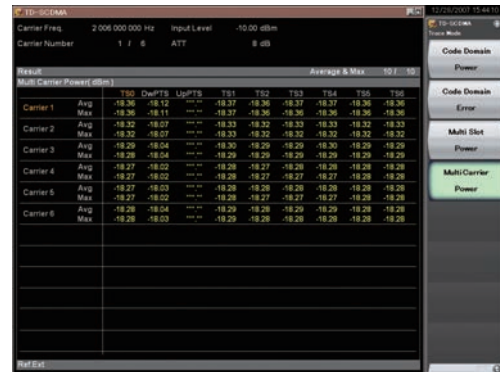 TD-SCDMA
12/28/2007 15:44:10
Carrier Freq. 2 006 000 000 Hz Input Level -10.00 dBm
Carrier Number 1 / 6 ATT 8 dB
Result Average & Max 10 / 10
Multi Carrier Power( dBm )
TS0 DwPTS UpPTS TS1 TS2 TS3 TS4 TS5 TS6
Carrier 1 Avg -18.36 -18.12 ***.** -18.37 -18.36 -18.37 -18.37 -18.36 -18.36
Max -18.36 -18.11 ***.** -18.37 -18.36 -18.36 -18.37 -18.36 -18.36
Carrier 2 Avg -18.32 -18.07 ***.** -18.33 -18.32 -18.33 -18.33 -18.32 -18.32
Max -18.32 -18.07 ***.** -18.33 -18.32 -18.33 -18.33 -18.32 -18.32
Carrier 3 Avg -18.29 -18.04 ***.** -18.30 -18.29 -18.29 -18.30 -18.29 -18.29
Max -18.28 -18.04 ***.** -18.29 -18.29 -18.29 -18.29 -18.29 -18.29
Carrier 4 Avg -18.27 -18.02 ***.** -18.28 -18.27 -18.28 -18.28 -18.27 -18.28
Max -18.27 -18.02 ***.** -18.28 -18.27 -18.28 -18.28 -18.27 -18.27
Carrier 5 Avg -18.27 -18.03 ***.** -18.28 -18.28 -18.28 -18.28 -18.28 -18.28
Max -18.27 -18.02 ***.** -18.28 -18.27 -18.28 -18.28 -18.28 -18.28
Carrier 6 Avg -18.28 -18.04 ***.** -18.29 -18.28 -18.29 -18.29 -18.28 -18.28
Max -18.28 -18.03 ***.** -18.29 -18.28 -18.28 -18.29 -18.28 -18.28
Ref.Ext
TD-SCDMA
Trace Mode
Code Domain
Power
Code Domain
Error
Multi Slot
Power
Multi Carrier
Power